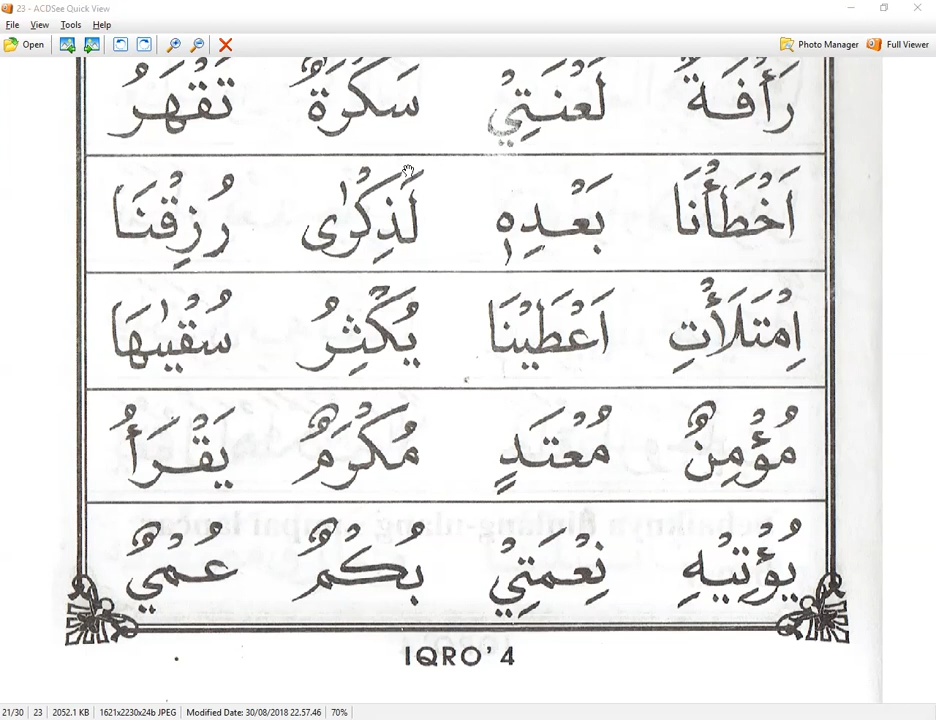 23 - ACDSee Quick View
File View Tools Help
Open Photo Manager Full Viewer
رَأْفَةٌ لَعْنَتِيْ سَكْرَةٌ تَقْهَرُ
اَخْطَأْنَا بَعْدِهٖ لَذِكْرٰى رُزِقْنَا
اِمْتَلَأْتِ اَعْطَيْنَا يُكْثِرُ سُقْيٰهَا
مُؤْمِنٌ مُعْتَدٍ مُكْرَمٌ يَقْرَأُ
يُؤْتِيْهِ نِعْمَتِيْ بُكْمٌ عُمْيٌ
IQRO' 4
21/30 23 2052.1 KB 1621x2230x24b JPEG Modified Date: 30/08/2018 22.57.46 70%